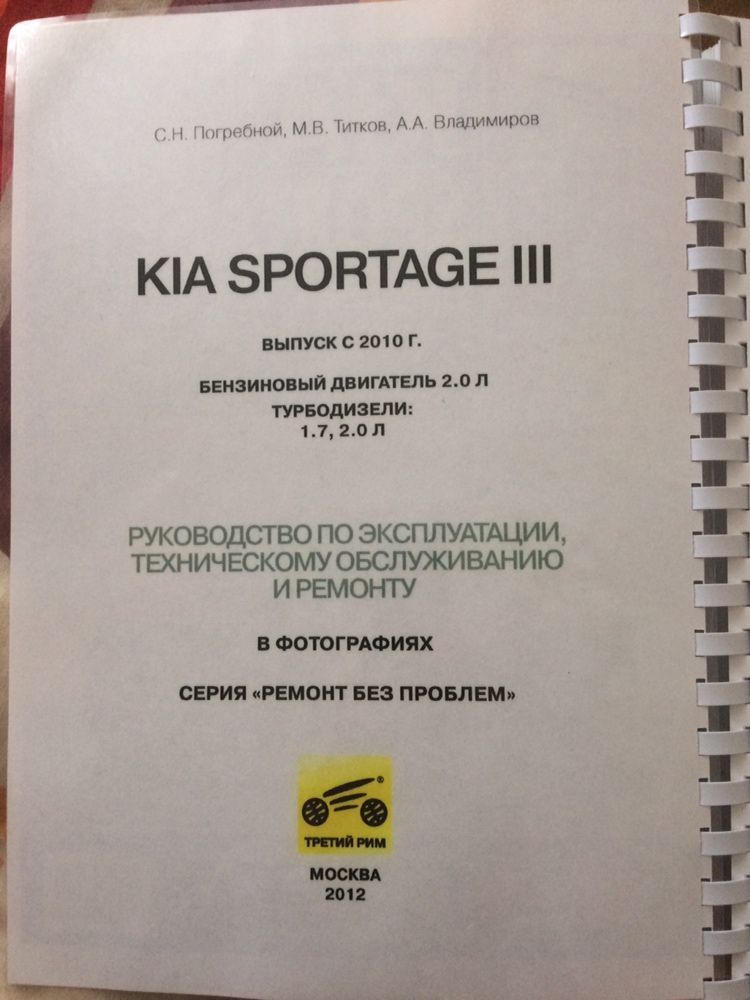 С.Н. Погребной, М.В. Титков, А.А. Владимиров
KIA SPORTAGE III
ВЫПУСК С 2010 Г.
БЕНЗИНОВЫЙ ДВИГАТЕЛЬ 2.0 Л
ТУРБОДИЗЕЛИ:
1.7, 2.0 Л
РУКОВОДСТВО ПО ЭКСПЛУАТАЦИИ,
ТЕХНИЧЕСКОМУ ОБСЛУЖИВАНИЮ
И РЕМОНТУ
В ФОТОГРАФИЯХ
СЕРИЯ «РЕМОНТ БЕЗ ПРОБЛЕМ»
®
ТРЕТИЙ РИМ
МОСКВА
2012